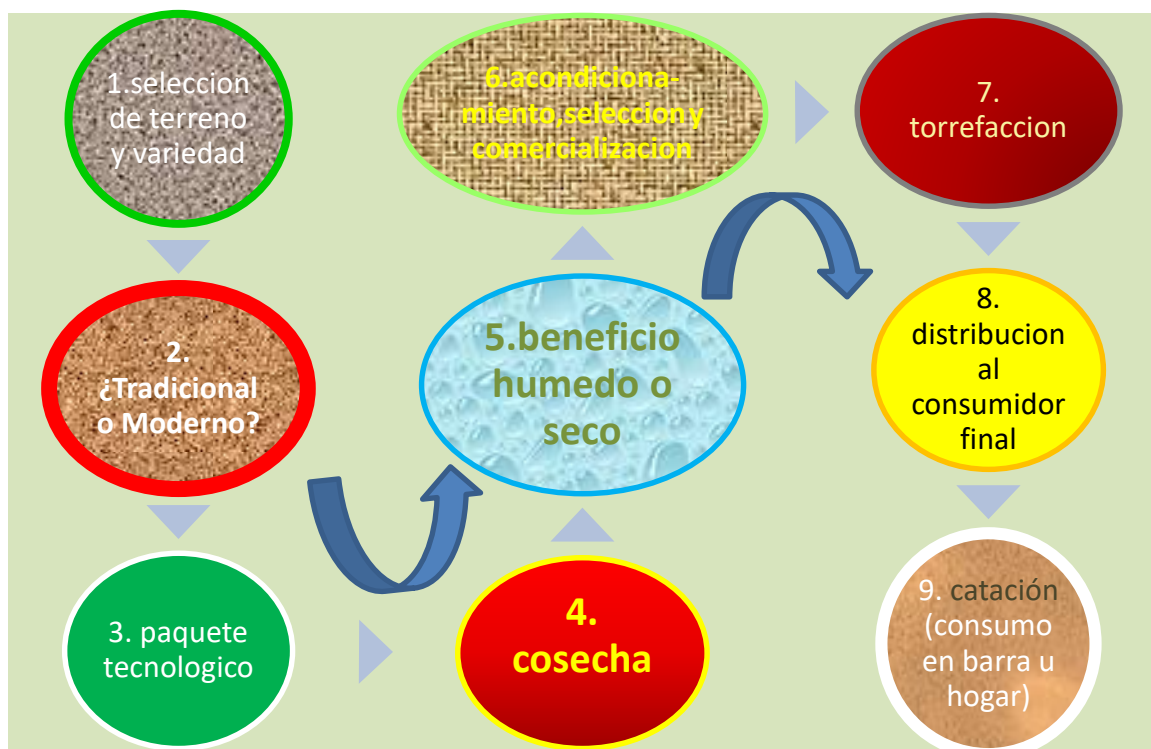 1.seleccion
de terreno
y variedad
2.
¿Tradicional
o Moderno?
3. paquete
tecnologico
4.
cosecha
5.beneficio
humedo o
seco
6.acondiciona-
miento,seleccion y
comercializacion
7.
torrefaccion
8.
distribucion
al
consumidor
final
9. catación
(consumo
en barra u
hogar)